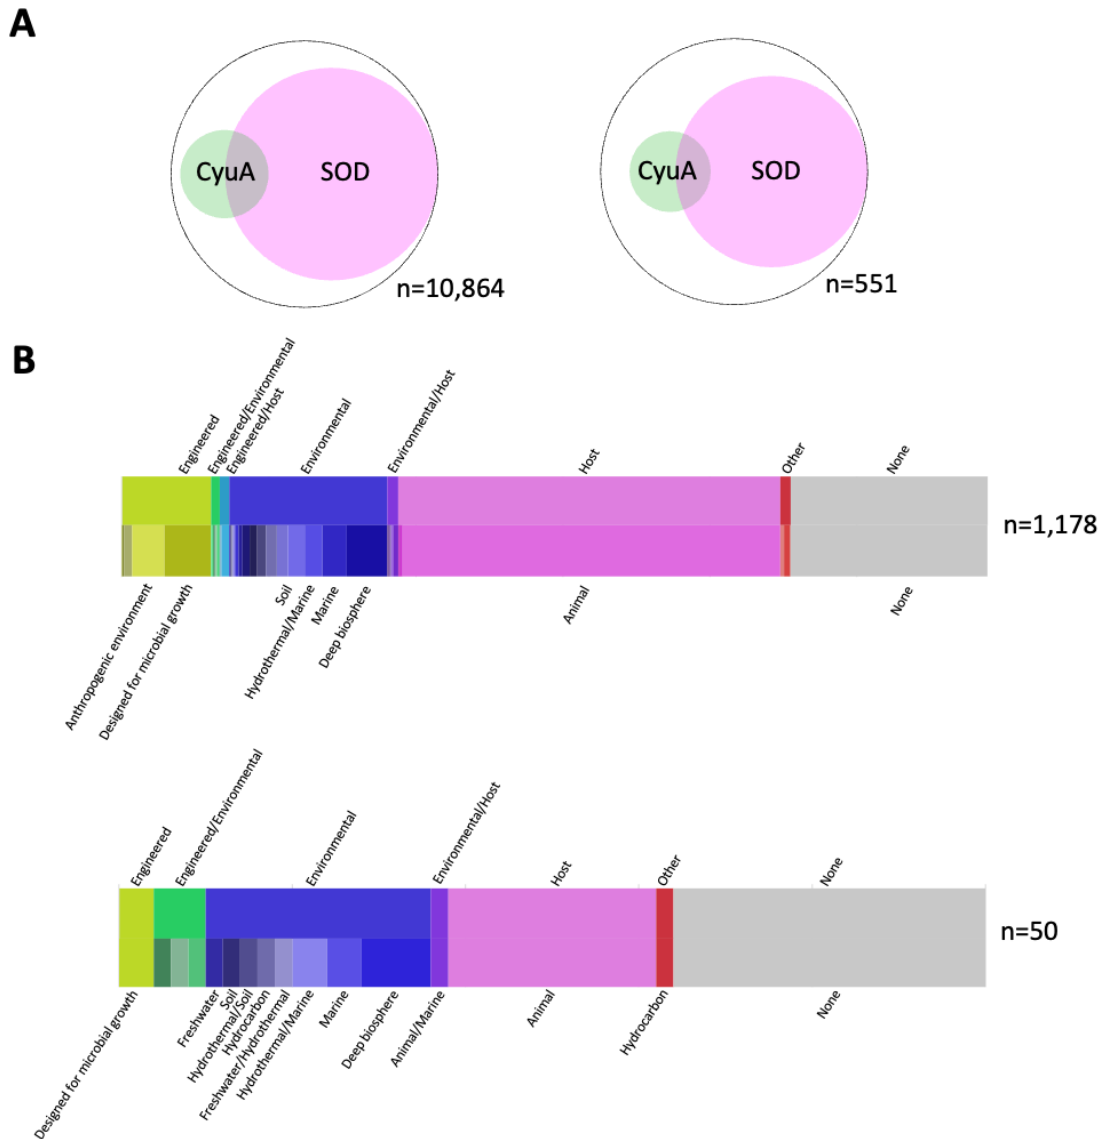 A
CyuA
SOD
n=10,864
CyuA
SOD
n=551
B
Engineered
Engineered/Environmental
Engineered/Host
Environmental
Environmental/Host
Host
Other
None
n=1,178
Anthropogenic environment
Designed for microbial growth
Soil
Hydrothermal/Marine
Marine
Deep biosphere
Animal
None
Engineered
Engineered/Environmental
Environmental
Environmental/Host
Host
Other
None
n=50
Designed for microbial growth
Freshwater
Soil
Hydrothermal/Soil
Hydrocarbon
Freshwater/Hydrothermal
Hydrothermal/Marine
Marine
Deep biosphere
Animal/Marine
Animal
Hydrocarbon
None